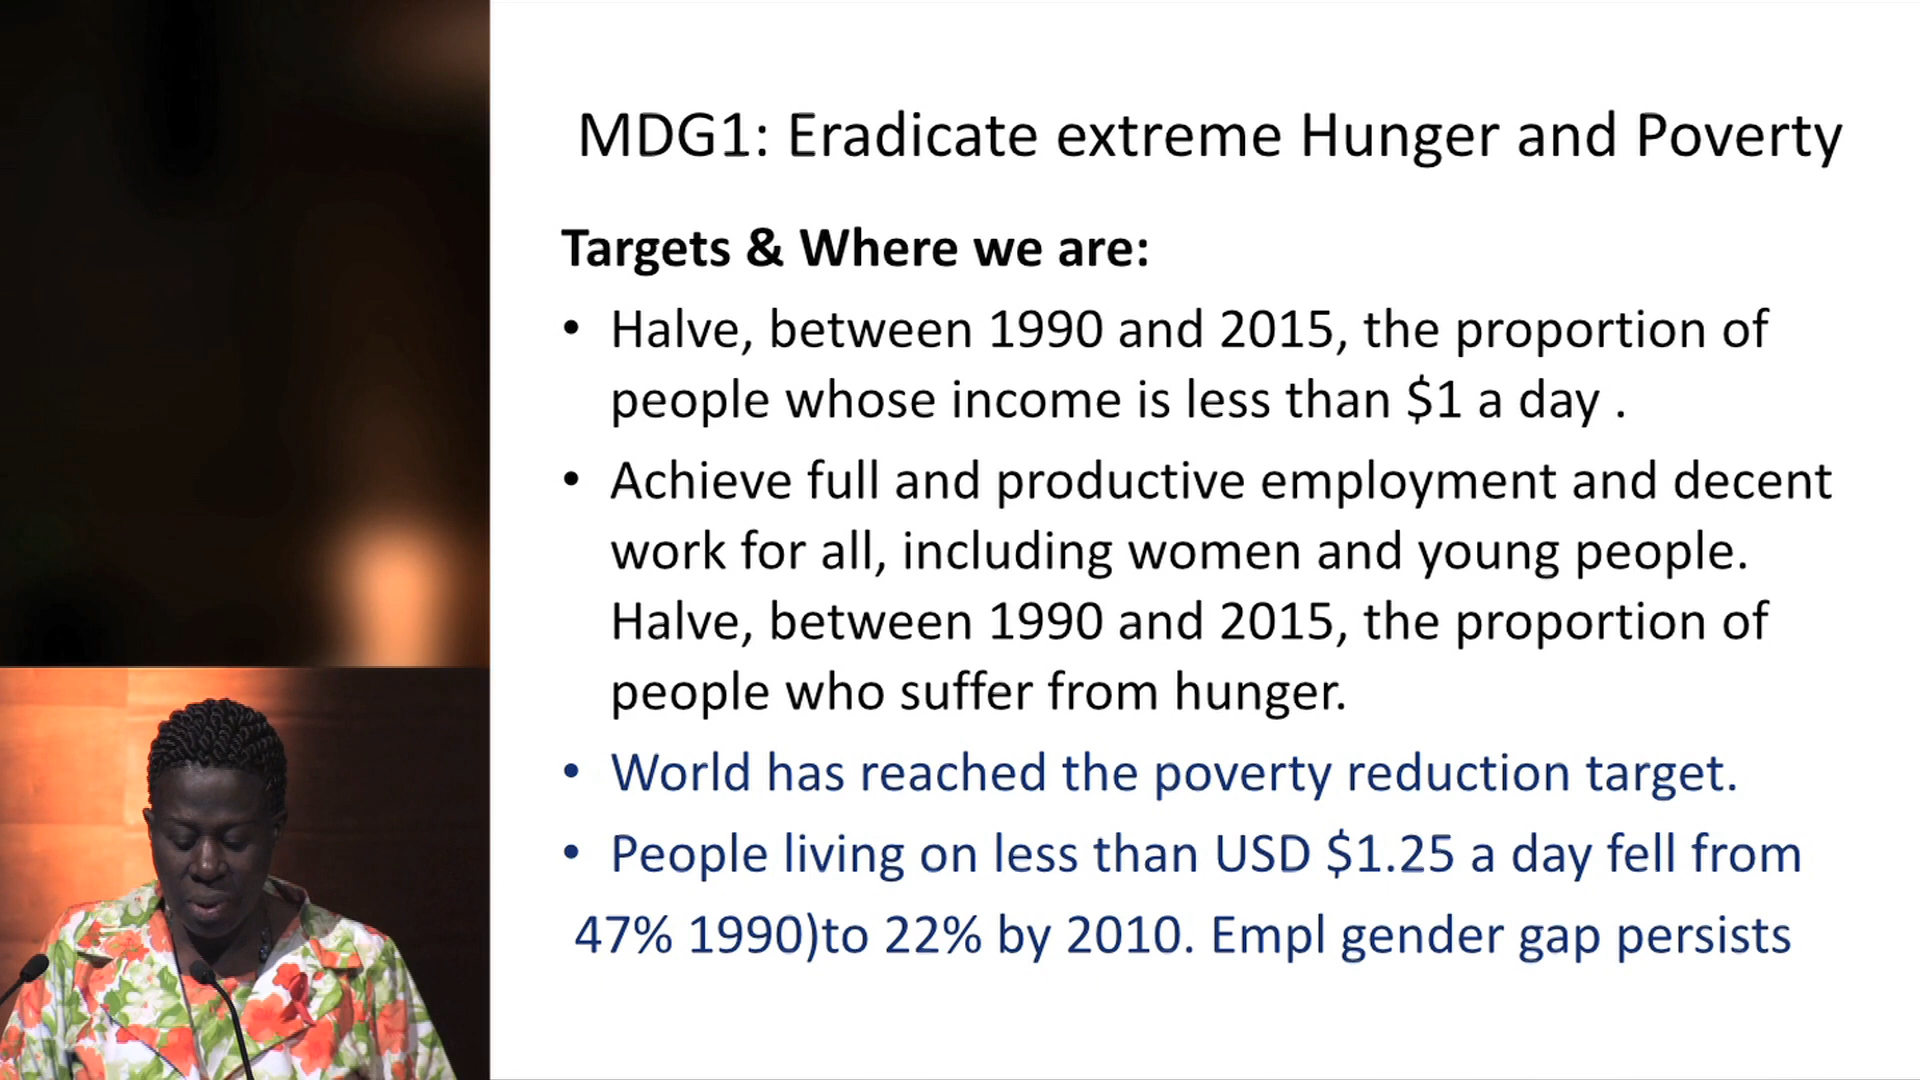 MDG1: Eradicate extreme Hunger and Poverty
Targets & Where we are:
• Halve, between 1990 and 2015, the proportion of
people whose income is less than $1 a day .
• Achieve full and productive employment and decent
work for all, including women and young people.
Halve, between 1990 and 2015, the proportion of
people who suffer from hunger.
• World has reached the poverty reduction target.
• People living on less than USD $1.25 a day fell from
47% 1990)to 22% by 2010. Empl gender gap persists